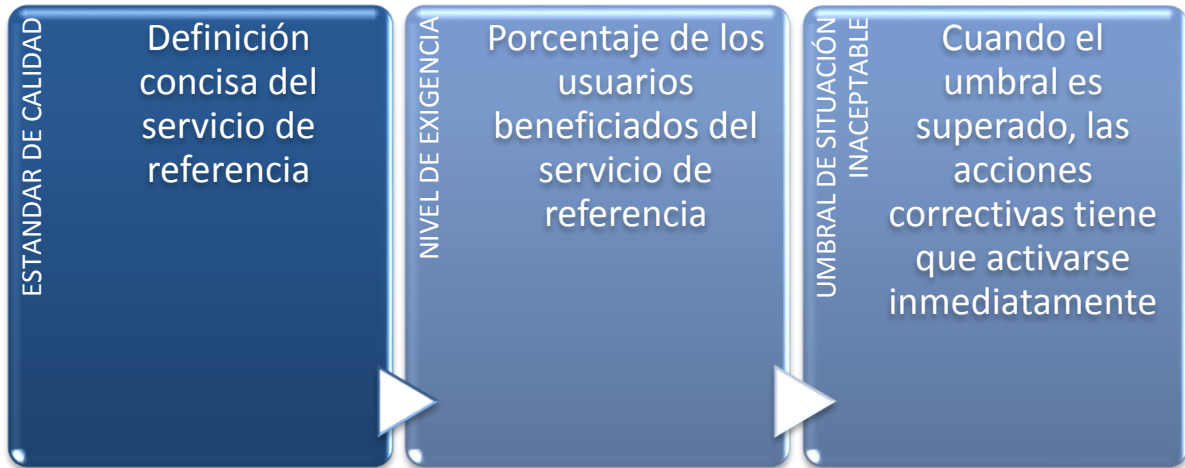 ESTANDAR DE CALIDAD
Definición
concisa del
servicio de
referencia
NIVEL DE EXIGENCIA
Porcentaje de los
usuarios
beneficiados del
servicio de
referencia
UMBRAL DE SITUACIÓN
INACEPTABLE
Cuando el
umbral es
superado, las
acciones
correctivas tiene
que activarse
inmediatamente